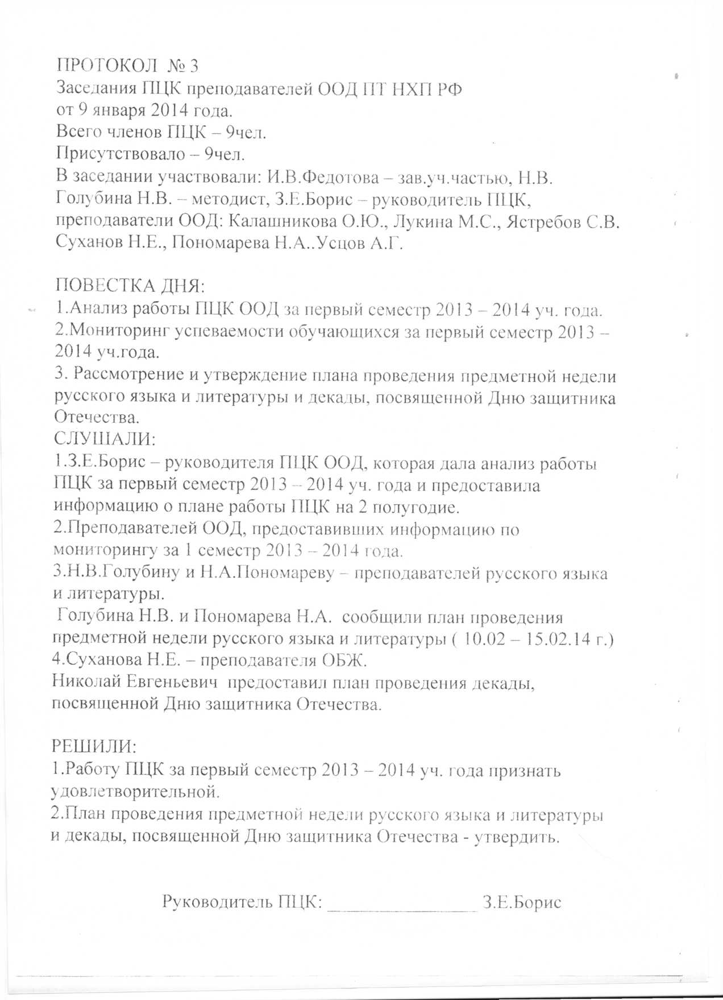 ПРОТОКОЛ № 3
Заседания ПЦК преподавателей ООД ПТ НХП РФ
от 9 января 2014 года.
Всего членов ПЦК – 9чел.
Присутствовало – 9чел.
В заседании участвовали: И.В.Федотова – зав.уч.частью, Н.В.
Голубина Н.В. – методист, З.Е.Борис – руководитель ПЦК,
преподаватели ООД: Калашникова О.Ю., Лукина М.С., Ястребов С.В.
Суханов Н.Е., Пономарева Н.А..Усцов А.Г.
ПОВЕСТКА ДНЯ:
1.Анализ работы ПЦК ООД за первый семестр 2013 – 2014 уч. года.
2.Мониторинг успеваемости обучающихся за первый семестр 2013 –
2014 уч.года.
3. Рассмотрение и утверждение плана проведения предметной недели
русского языка и литературы и декады, посвященной Дню защитника
Отечества.
СЛУШАЛИ:
1.З.Е.Борис – руководителя ПЦК ООД, которая дала анализ работы
ПЦК за первый семестр 2013 – 2014 уч. года и предоставила
информацию о плане работы ПЦК на 2 полугодие.
2.Преподавателей ООД, предоставивших информацию по
мониторингу за 1 семестр 2013 – 2014 года.
3.Н.В.Голубину и Н.А.Пономареву – преподавателей русского языка
и литературы.
Голубина Н.В. и Пономарева Н.А. сообщили план проведения
предметной недели русского языка и литературы ( 10.02 – 15.02.14 г.)
4.Суханова Н.Е. – преподавателя ОБЖ.
Николай Евгеньевич предоставил план проведения декады,
посвященной Дню защитника Отечества.
РЕШИЛИ:
1.Работу ПЦК за первый семестр 2013 – 2014 уч. года признать
удовлетворительной.
2.План проведения предметной недели русского языка и литературы
и декады, посвященной Дню защитника Отечества - утвердить.
Руководитель ПЦК: ________________ З.Е.Борис